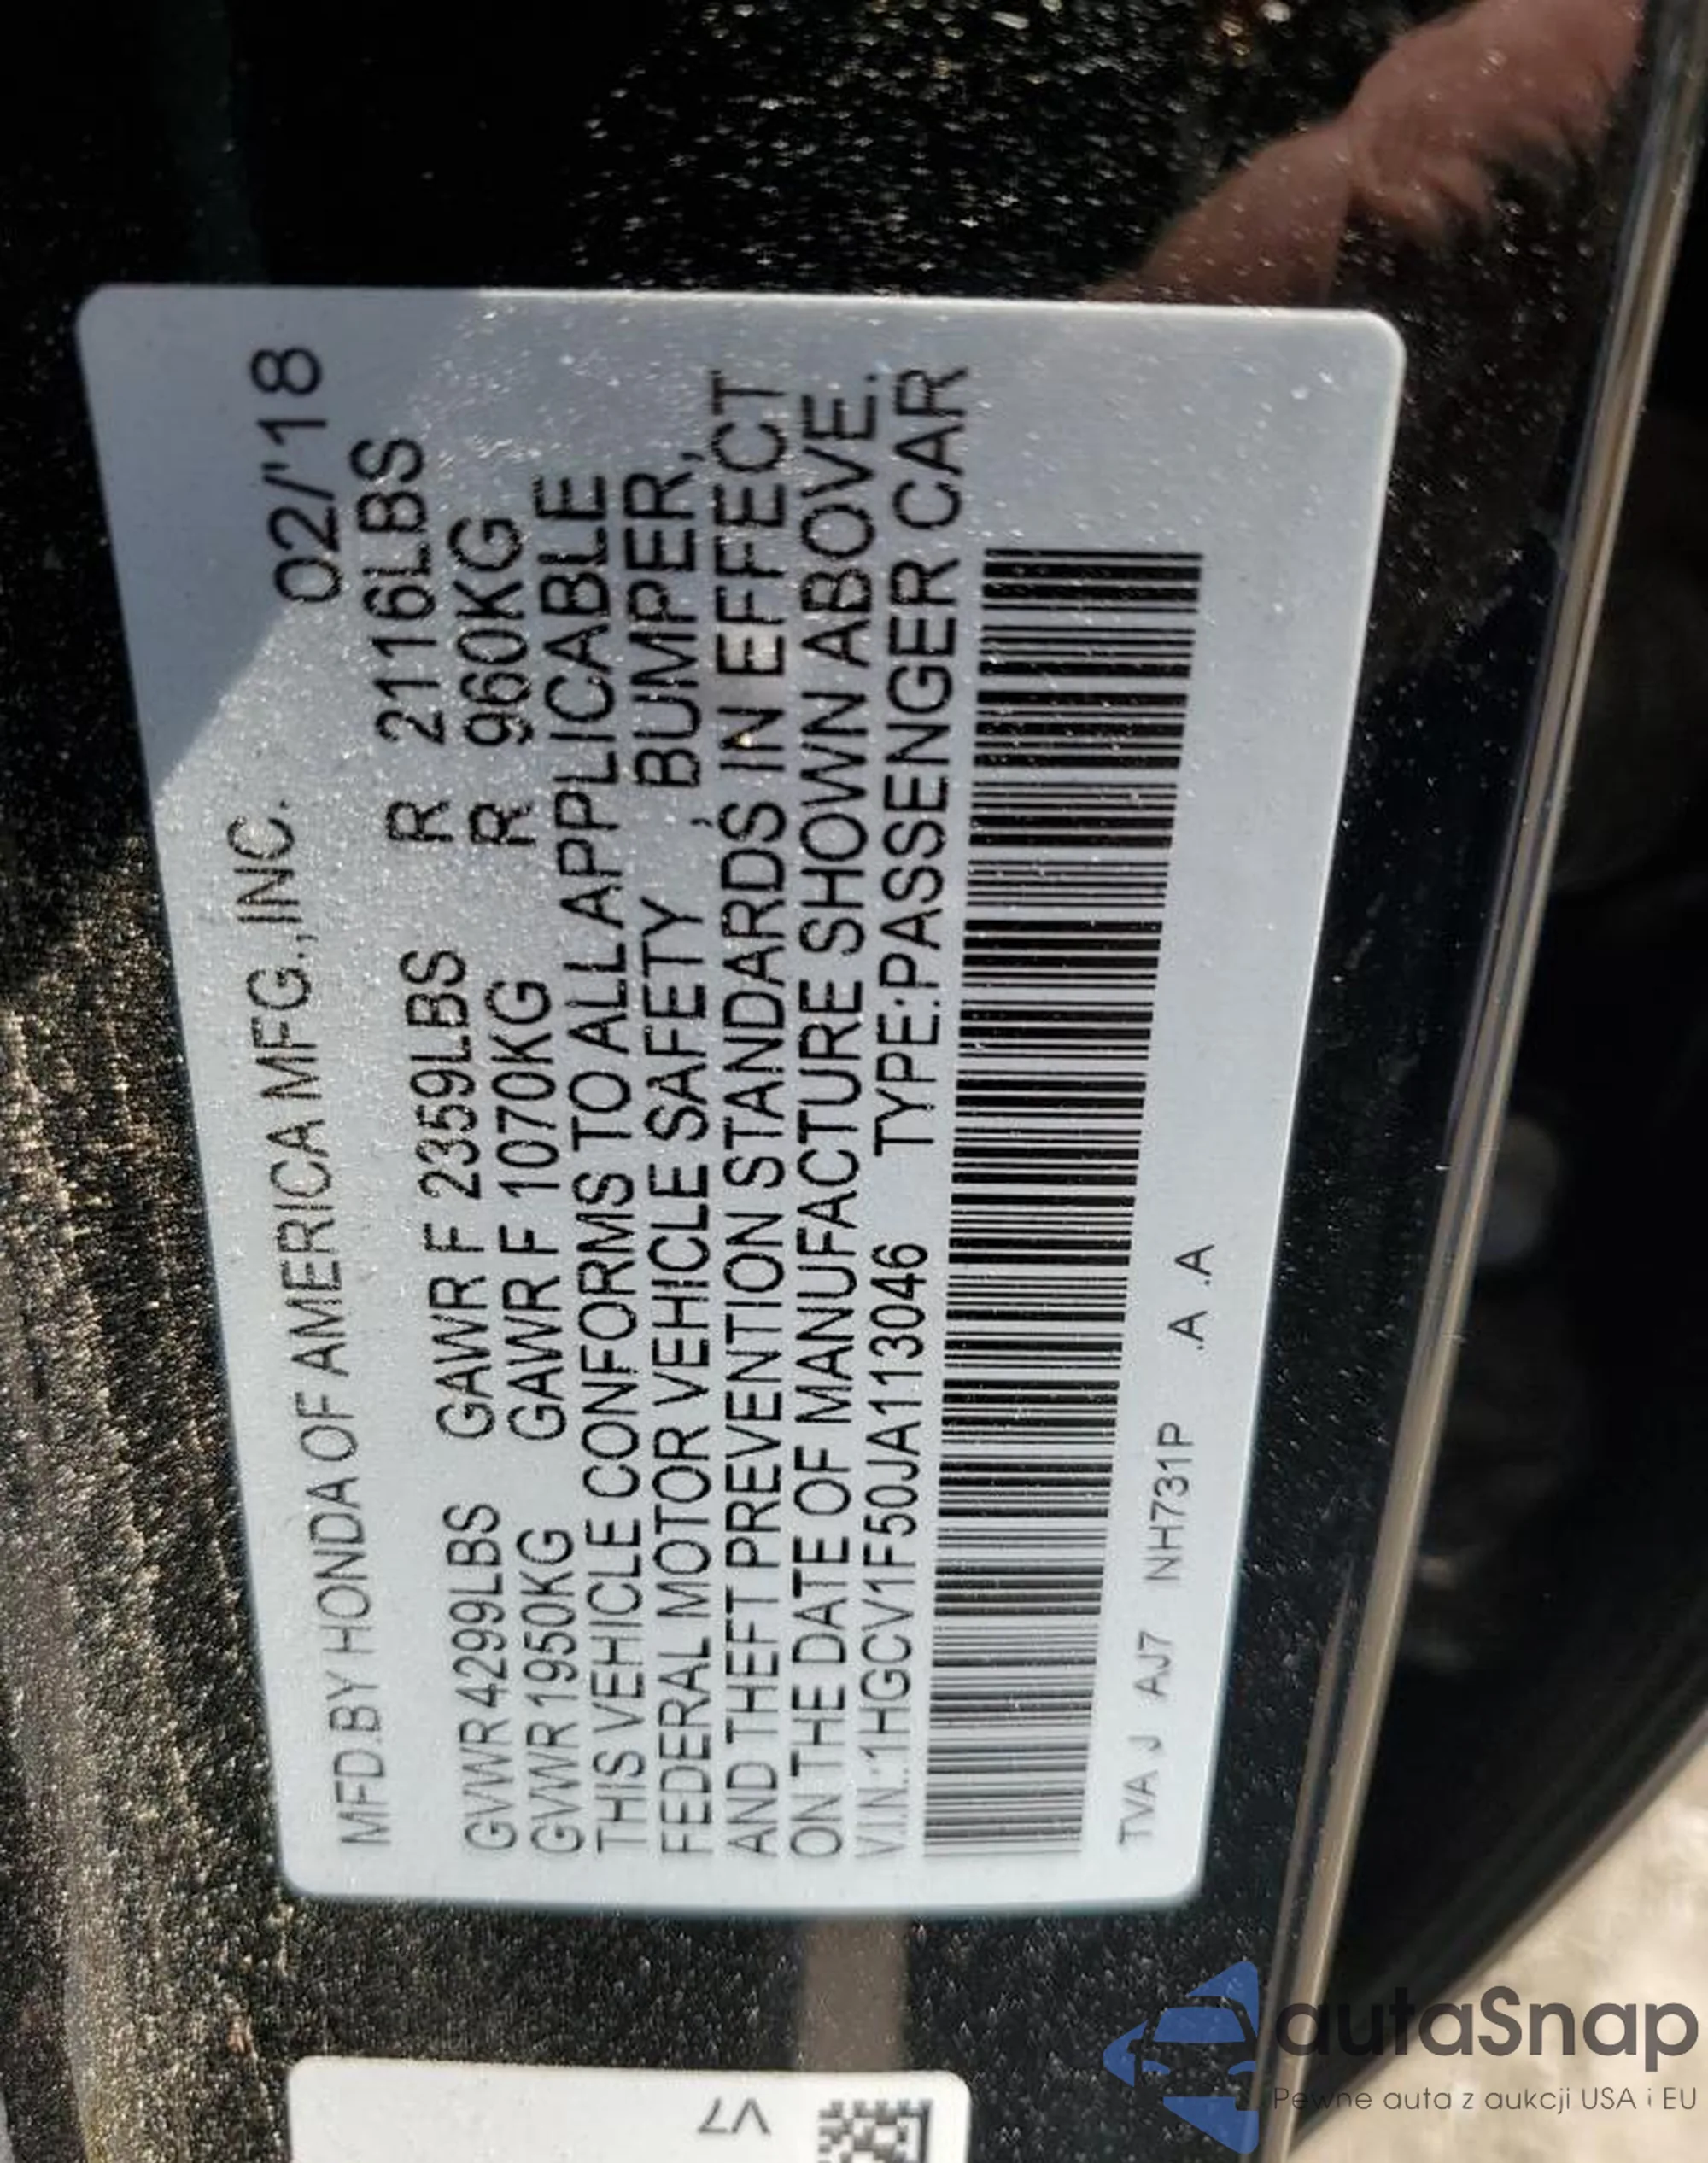 MFD.BY HONDA OF AMERICA MFG.,INC. 02/'18
GVWR 4299LBS GAWR F 2359LBS R 2116LBS
GVWR 1950KG GAWR F 1070KG R 960KG
THIS VEHICLE CONFORMS TO ALL APPLICABLE
FEDERAL MOTOR VEHICLE SAFETY , BUMPER,
AND THEFT PREVENTION STANDARDS IN EFFECT
ON THE DATE OF MANUFACTURE SHOWN ABOVE.
V.I.N.:1HGCV1F50JA113046 TYPE:PASSENGER CAR
TVA J AJ7 NH731P .A .A
V7
autaSnap
Pewne auta z aukcji USA i EU